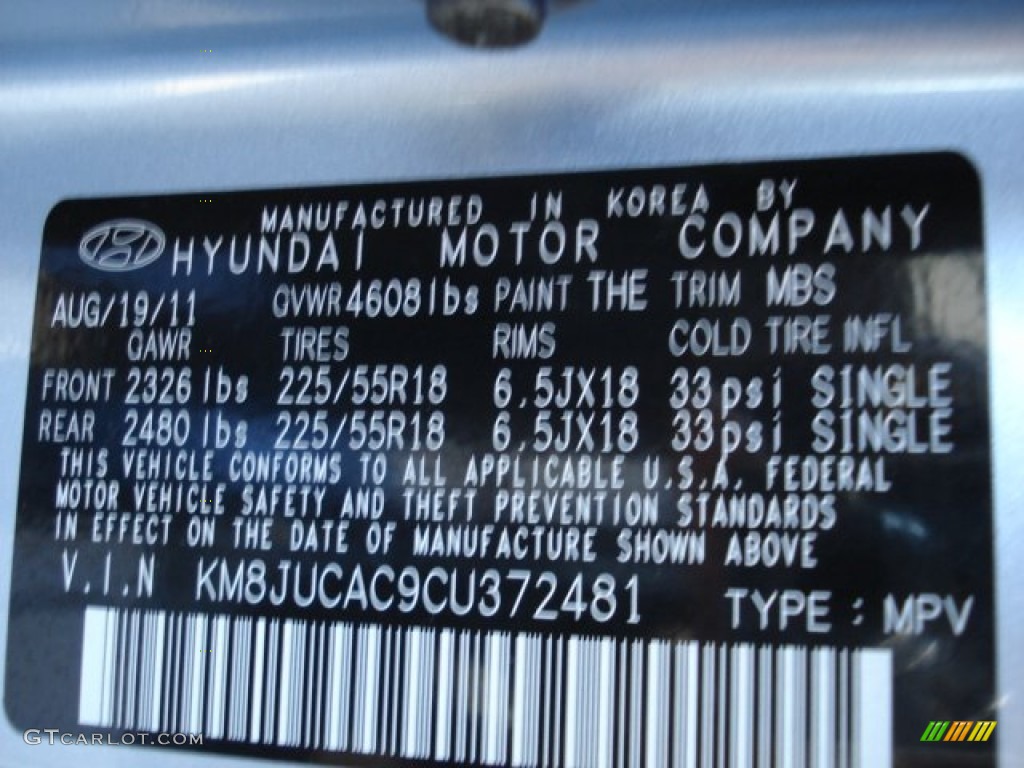 MANUFACTURED IN KOREA BY
HYUNDAI MOTOR COMPANY
AUG/19/11 GVWR 4608 lbs PAINT THE TRIM MBS
GAWR TIRES RIMS COLD TIRE INFL
FRONT 2326 lbs 225/55R18 6.5JX18 33psi SINGLE
REAR 2480 lbs 225/55R18 6.5JX18 33psi SINGLE
THIS VEHICLE CONFORMS TO ALL APPLICABLE U.S.A. FEDERAL
MOTOR VEHICLE SAFETY AND THEFT PREVENTION STANDARDS
IN EFFECT ON THE DATE OF MANUFACTURE SHOWN ABOVE
V.I.N KM8JUCAC9CU372481 TYPE : MPV
GTCARLOT.COM